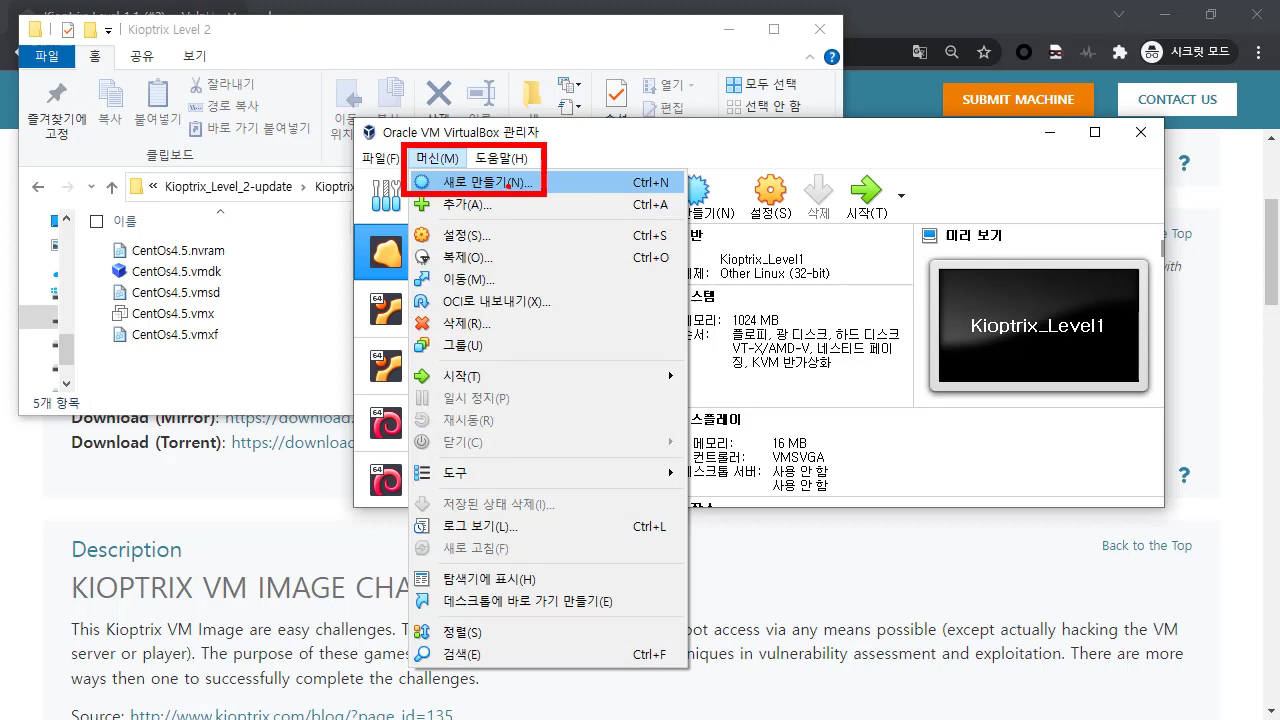 Kioptrix Level 2
파일 홈 공유 보기
시크릿 모드
즐겨찾기에 고정
복사
붙여넣기
잘라내기
경로 복사
바로 가기 붙여넣기
클립보드
열기
편집
모두 선택
선택 안 함
SUBMIT MACHINE
CONTACT US
« Kioptrix_Level_2-update > Kioptrix
이름
CentOs4.5.nvram
CentOs4.5.vmdk
CentOs4.5.vmsd
CentOs4.5.vmx
CentOs4.5.vmxf
5개 항목
Oracle VM VirtualBox 관리자
파일(F) 머신(M) 도움말(H)
새로 만들기(N)... Ctrl+N
추가(A)... Ctrl+A
설정(S)... Ctrl+S
복제(O)... Ctrl+O
이동(M)...
OCI로 내보내기(X)...
삭제(R)...
그룹(U)
시작(T)
일시 정지(P)
재시동(R)
닫기(C)
도구
저장된 상태 삭제(I)...
로그 보기(L)... Ctrl+L
새로 고침(F)
탐색기에 표시(H)
데스크톱에 바로 가기 만들기(E)
정렬(S)
검색(E) Ctrl+F
설정(S) 삭제 시작(T)
64
64
64
64
Kioptrix_Level1
Other Linux (32-bit)
1024 MB
플로피, 광 디스크, 하드 디스크
VT-x/AMD-V, 네스티드 페이
징, KVM 반가상화
메모리: 16 MB
컨트롤러: VMSVGA
사용 안 함
사용 안 함
미리 보기
Kioptrix_Level1
Top
with
Download (Mirror): https://download.
Download (Torrent): https://downloa
Description
Back to the Top
KIOPTRIX VM IMAGE CHA
This Kioptrix VM Image are easy challenges. T
oot access via any means possible (except actually hacking the VM
server or player). The purpose of these games
niques in vulnerability assessment and exploitation. There are more
ways then one to successfully complete the challenges.
Source: http://www.kioptrix.com/blog/?page_id=135